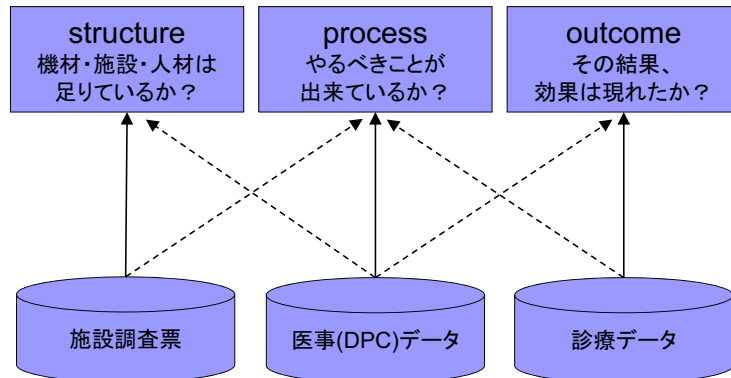 structure
機材・施設・人材は
足りているか？
process
やるべきことが
出来ているか？
outcome
その結果、
効果は現れたか？
施設調査票
医事(DPC)データ
診療データ